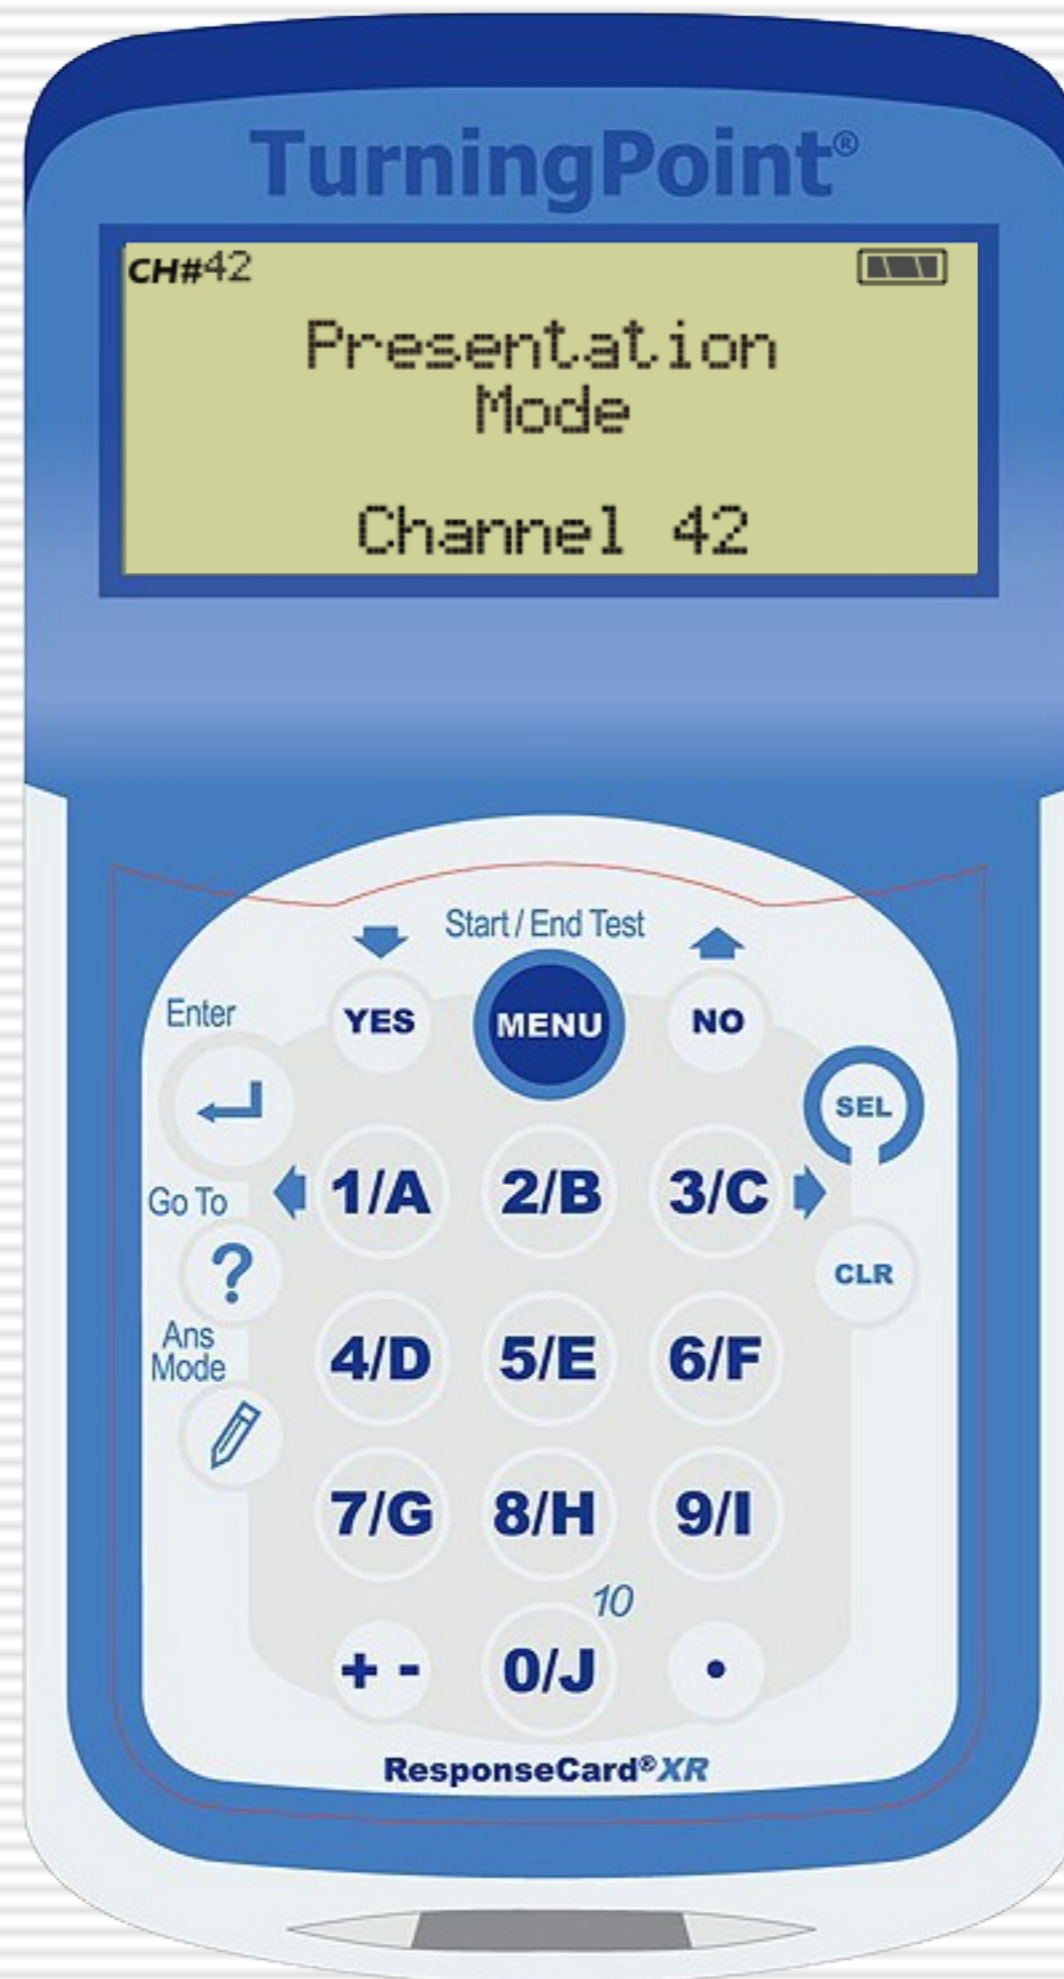 TurningPoint®
CH#42
Presentation
Mode
Channel 42
Start / End Test
Enter
YES
MENU
NO
SEL
Go To
1/A
2/B
3/C
?
CLR
Ans
Mode
4/D
5/E
6/F
7/G
8/H
9/I
10
+ -
0/J
•
ResponseCard®XR